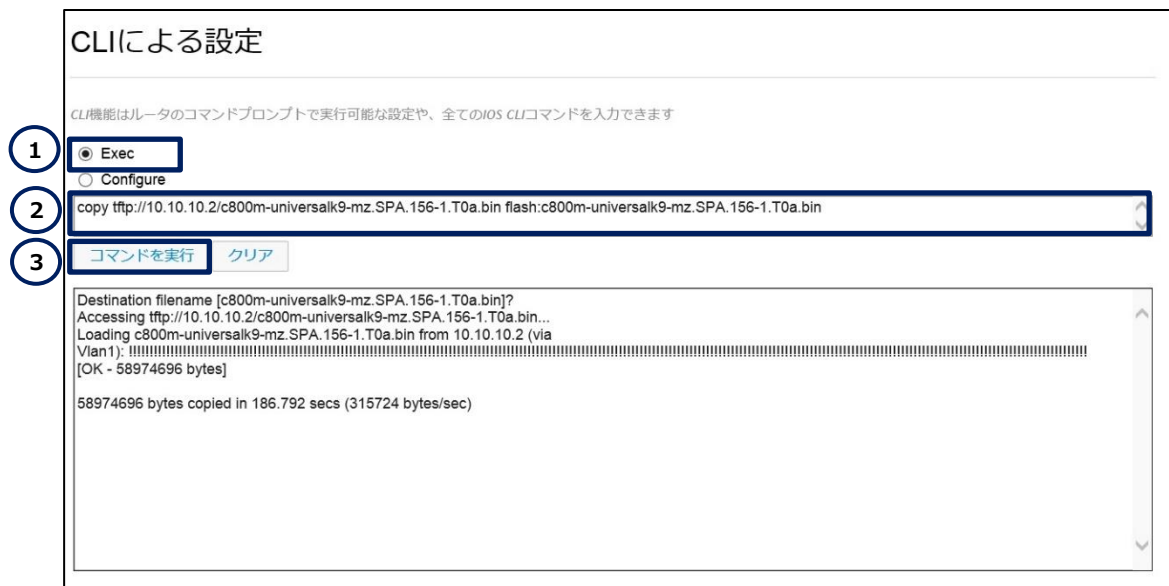 CLIによる設定
CLI機能はルータのコマンドプロンプトで実行可能な設定や、全てのIOS CLIコマンドを入力できます
1
Exec
Configure
2
copy tftp://10.10.10.2/c800m-universalk9-mz.SPA.156-1.T0a.bin flash:c800m-universalk9-mz.SPA.156-1.T0a.bin
3
コマンドを実行 クリア
Destination filename [c800m-universalk9-mz.SPA.156-1.T0a.bin]?
Accessing tftp://10.10.10.2/c800m-universalk9-mz.SPA.156-1.T0a.bin...
Loading c800m-universalk9-mz.SPA.156-1.T0a.bin from 10.10.10.2 (via
Vlan1): !!!!!!!!!!!!!!!!!!!!!!!!!!!!!!!!!!!!!!!!!!!!!!!!!!!!!!!!!!!!!!!!!!!!!!!!!!!!!!!!!!!!!!!!!!!!!!!!!!!!!!!!!!!!!!!!!!!!!!!!!!!!!!!!!!!!!!!!!!!!!!!!!!!!!!!!!!!!!!!!!!!!!!!!!!!!!!!!!!!!!!!!!!!!!!!!!!!!!!!!!!!!!!!!!!!!!!!!
[OK - 58974696 bytes]
58974696 bytes copied in 186.792 secs (315724 bytes/sec)